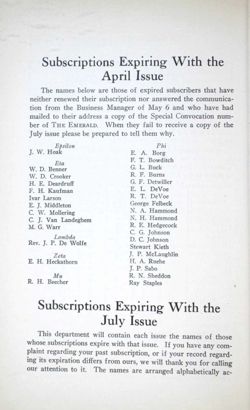 Subscriptions Expiring With the
April Issue
The names below are those of expired subscribers that have
neither renewed their subscription nor answered the communica-
tion from the Business Manager of May 6 and who have had
mailed to their address a copy of the Special Convocation num-
ber of THE EMERALD. When they fail to receive a copy of the
July issue please be prepared to tell them why.
Epsilon
J. W. Hoak
Eta
W. D. Benner
W. D. Crooker
H. E. Deardruff
F. H. Kaufman
Ivar Larson
E. J. Middleton
C. W. Mollering
C. J. Van Landeghem
M. G. Warr
Lambda
Rev. J. P. De Wolfe
Zeta
E. H. Heckathorn
Mu
R. H. Beecher
Phi
E. A. Borg
F. T. Bowditch
G. L. Buck
R. F. Burns
G. F. Detwiller
E. L. DeVoe
R. T. DeVoe
George Felbeck
N. A. Hammond
N. H. Hammond
R. E. Hedgecock
C. G. Johnson
D. C. Johnson
Stewart Kieth
J. P. McLaughlin
H. A. Ruehe
J. P. Sabo
R. N. Sheddon
Ray Staples
Subscriptions Expiring With the
July Issue
This department will contain each issue the names of those
whose subscriptions expire with that issue. If you have any com-
plaint regarding your past subscription, or if your record regard-
ing its expiration differs from ours, we will thank you for calling
our attention to it. The names are arranged alphabetically ac-